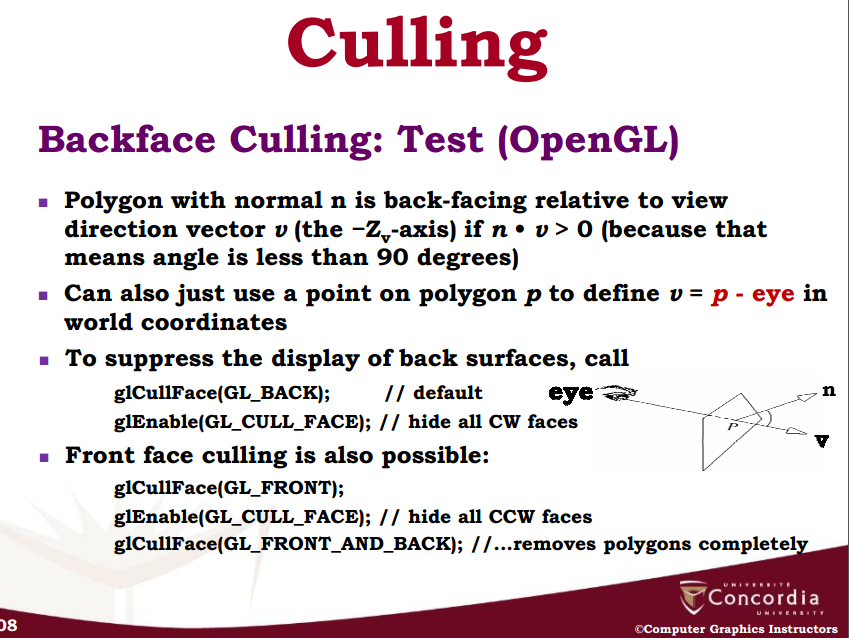 Culling
Backface Culling: Test (OpenGL)
Polygon with normal n is back-facing relative to view
direction vector v (the −Zv-axis) if n • v > 0 (because that
means angle is less than 90 degrees)
Can also just use a point on polygon p to define v = p - eye in
world coordinates
To suppress the display of back surfaces, call
glCullFace(GL_BACK); // default
glEnable(GL_CULL_FACE); // hide all CW faces
eye
n
P
v
Front face culling is also possible:
glCullFace(GL_FRONT);
glEnable(GL_CULL_FACE); // hide all CCW faces
glCullFace(GL_FRONT_AND_BACK); //...removes polygons completely
UNIVERSITÉ
Concordia
UNIVERSITY
08
©Computer Graphics Instructors